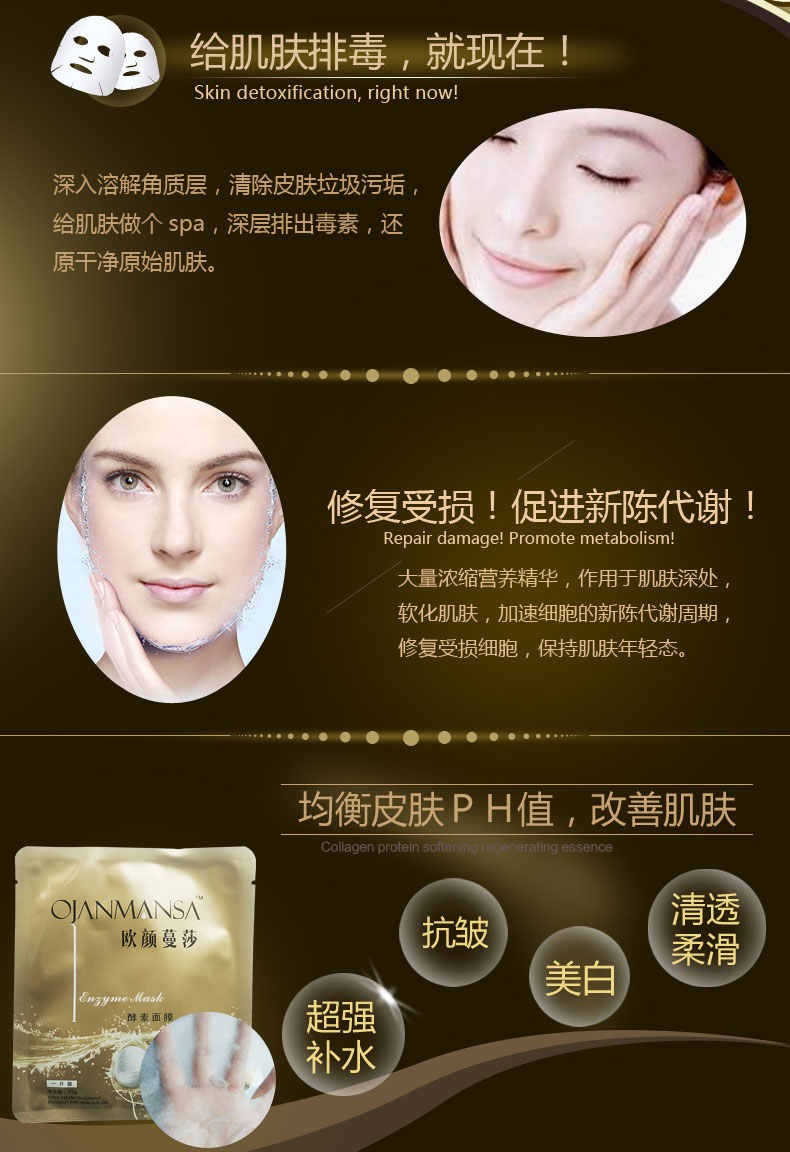 给肌肤排毒，就现在！
Skin detoxification, right now!
深入溶解角质层，清除皮肤垃圾污垢，
给肌肤做个 spa，深层排出毒素，还
原干净原始肌肤。
修复受损！促进新陈代谢！
Repair damage! Promote metabolism!
大量浓缩营养精华，作用于肌肤深处，
软化肌肤，加速细胞的新陈代谢周期，
修复受损细胞，保持肌肤年轻态。
均衡皮肤ＰＨ值，改善肌肤
Collagen protein softening regenerating essence
OJANMANSA™
欧颜蔓莎
Enzyme Mask
酵素面膜
一片装
抗皱
清透
柔滑
美白
超强
补水